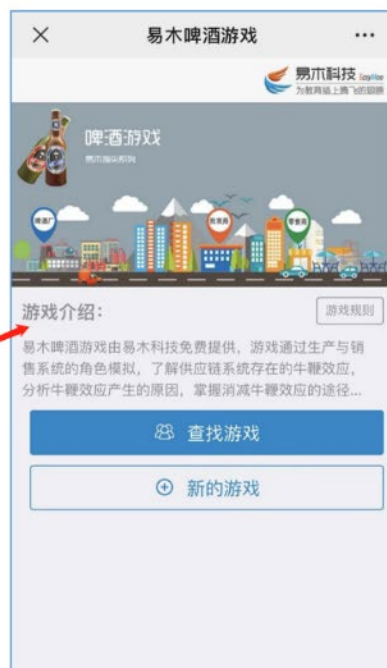 易木啤酒游戏
易木科技 EasyWoo
为教育插上腾飞的翅膀
啤酒游戏
啤酒厂
批发商
零售商
游戏介绍：
游戏规则
易木啤酒游戏由易木科技免费提供，游戏通过生产与销
售系统的角色模拟，了解供应链系统存在的牛鞭效应，
分析牛鞭效应产生的原因，掌握消减牛鞭效应的途径...
查找游戏
新的游戏